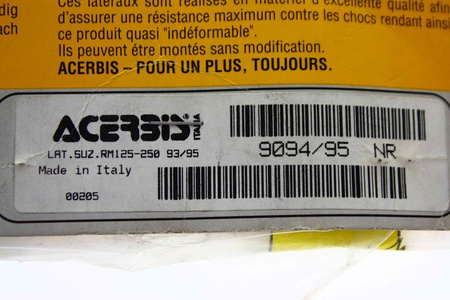 Ces latéraux sont réalisés en matériel d'excellente qualité afin
dig d'assurer une résistance maximum contre les chocs rendant ainsi
ach ce produit quasi "indéformable".
Ils peuvent être montés sans modification.
ACERBIS – POUR UN PLUS, TOUJOURS.
ACERBIS ITALIA
LAT.SUZ.RM125-250 93/95
9094/95 NR
Made in Italy
00205